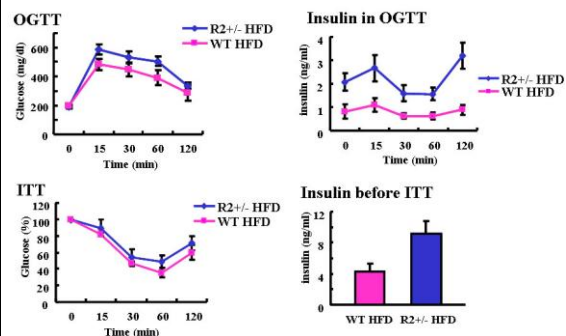 OGTT
R2+/- HFD
WT HFD
Glucose (mg/dl)
600
400
200
0
0 15 30 60 120
Time (min)
Insulin in OGTT
insulin (ng/ml)
4
3
2
1
0
R2+/- HFD
WT HFD
0 15 30 60 120
Time (min)
ITT
R2+/- HFD
WT HFD
Glucose (%)
120
100
80
60
40
20
0
0 15 30 60 120
Time (min)
Insulin before ITT
insulin (ng/ml)
12
8
4
0
WT HFD R2+/- HFD